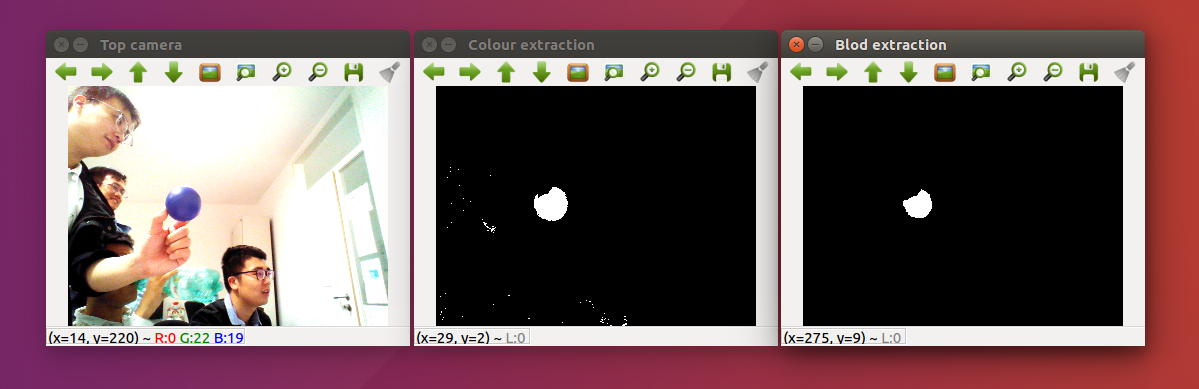 Top camera
Colour extraction
Blod extraction
(x=14, y=220) ~ R:0 G:22 B:19
(x=29, y=2) ~ L:0
(x=275, y=9) ~ L:0